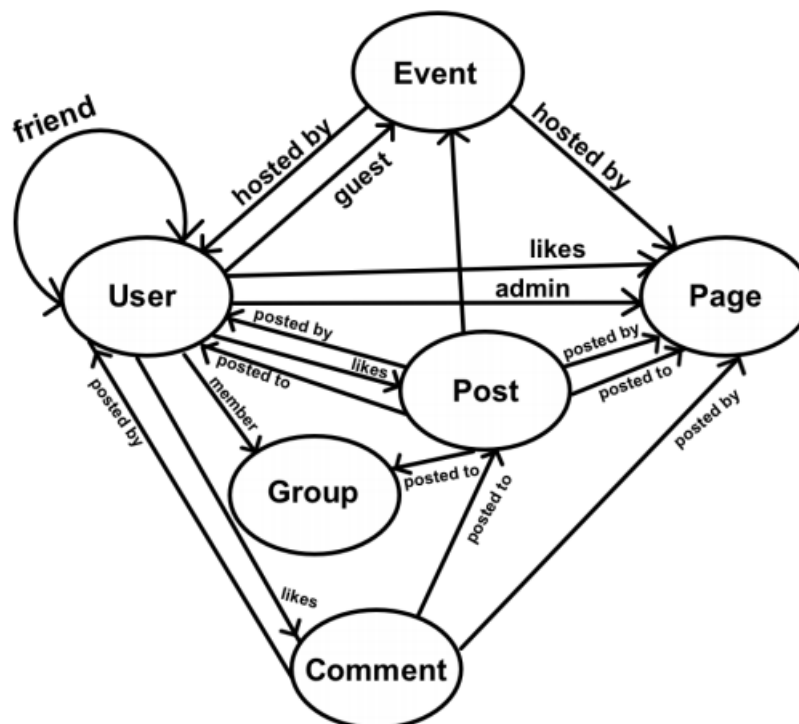 Event
friend
hosted by
guest
hosted by
User
likes
admin
Page
posted by
likes
posted to
Post
posted by
posted to
member
posted by
Group
posted to
posted to
posted by
likes
Comment